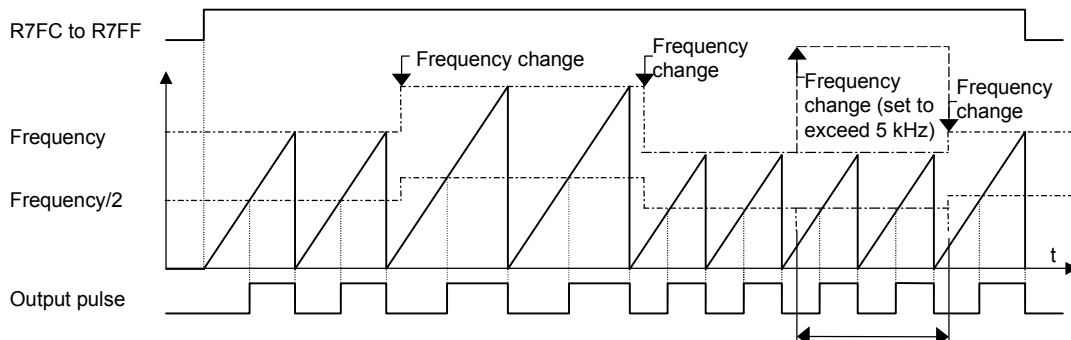 R7FC to R7FF
Frequency change
Frequency
change
Frequency
change (set to
exceed 5 kHz)
Frequency
change
Frequency
Frequency/2
t
Output pulse